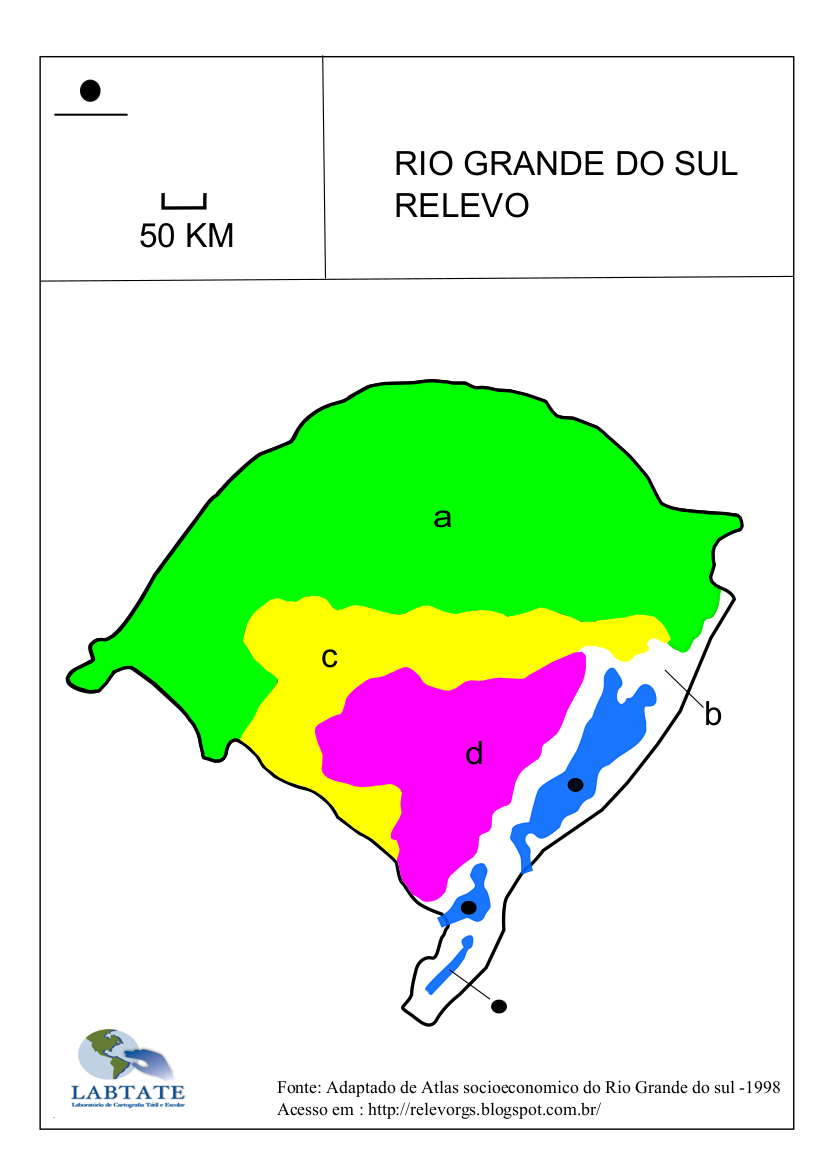 50 KM
RIO GRANDE DO SUL
RELEVO
a
c
b
d
LABTATE
Laboratório de Cartografia Tátil e Escolar
Fonte: Adaptado de Atlas socioeconomico do Rio Grande do sul -1998
Acesso em : http://relevorgs.blogspot.com.br/